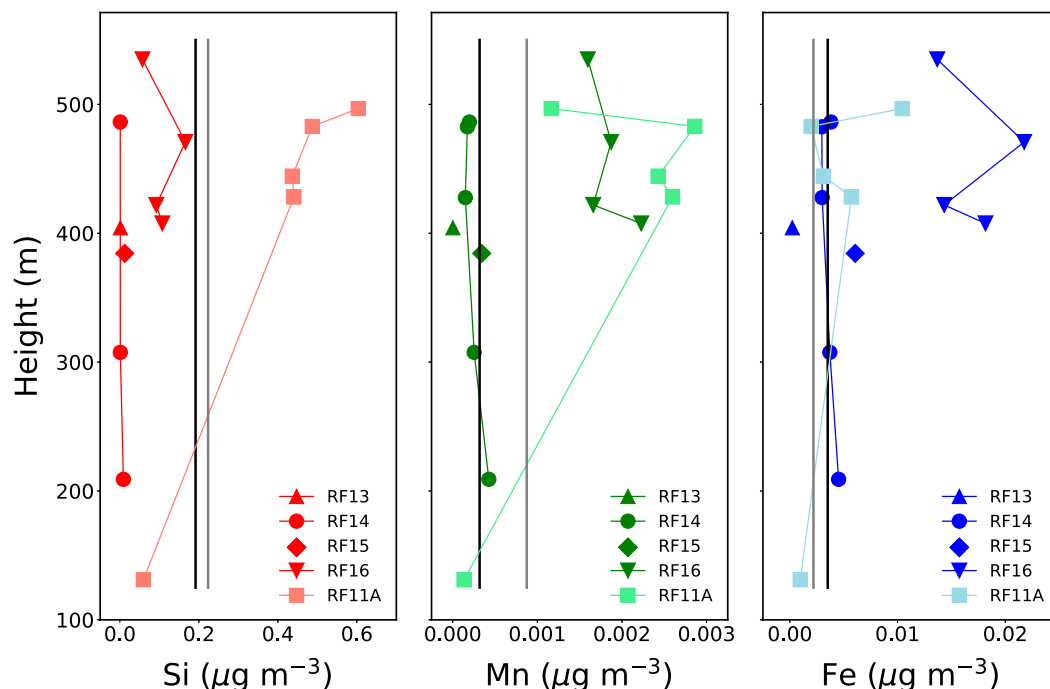 Height (m)
500
400
300
200
100
RF13
RF14
RF15
RF16
RF11A
0.0 0.2 0.4 0.6
Si (μg m⁻³)
RF13
RF14
RF15
RF16
RF11A
0.000 0.001 0.002 0.003
Mn (μg m⁻³)
RF13
RF14
RF15
RF16
RF11A
0.00 0.01 0.02
Fe (μg m⁻³)